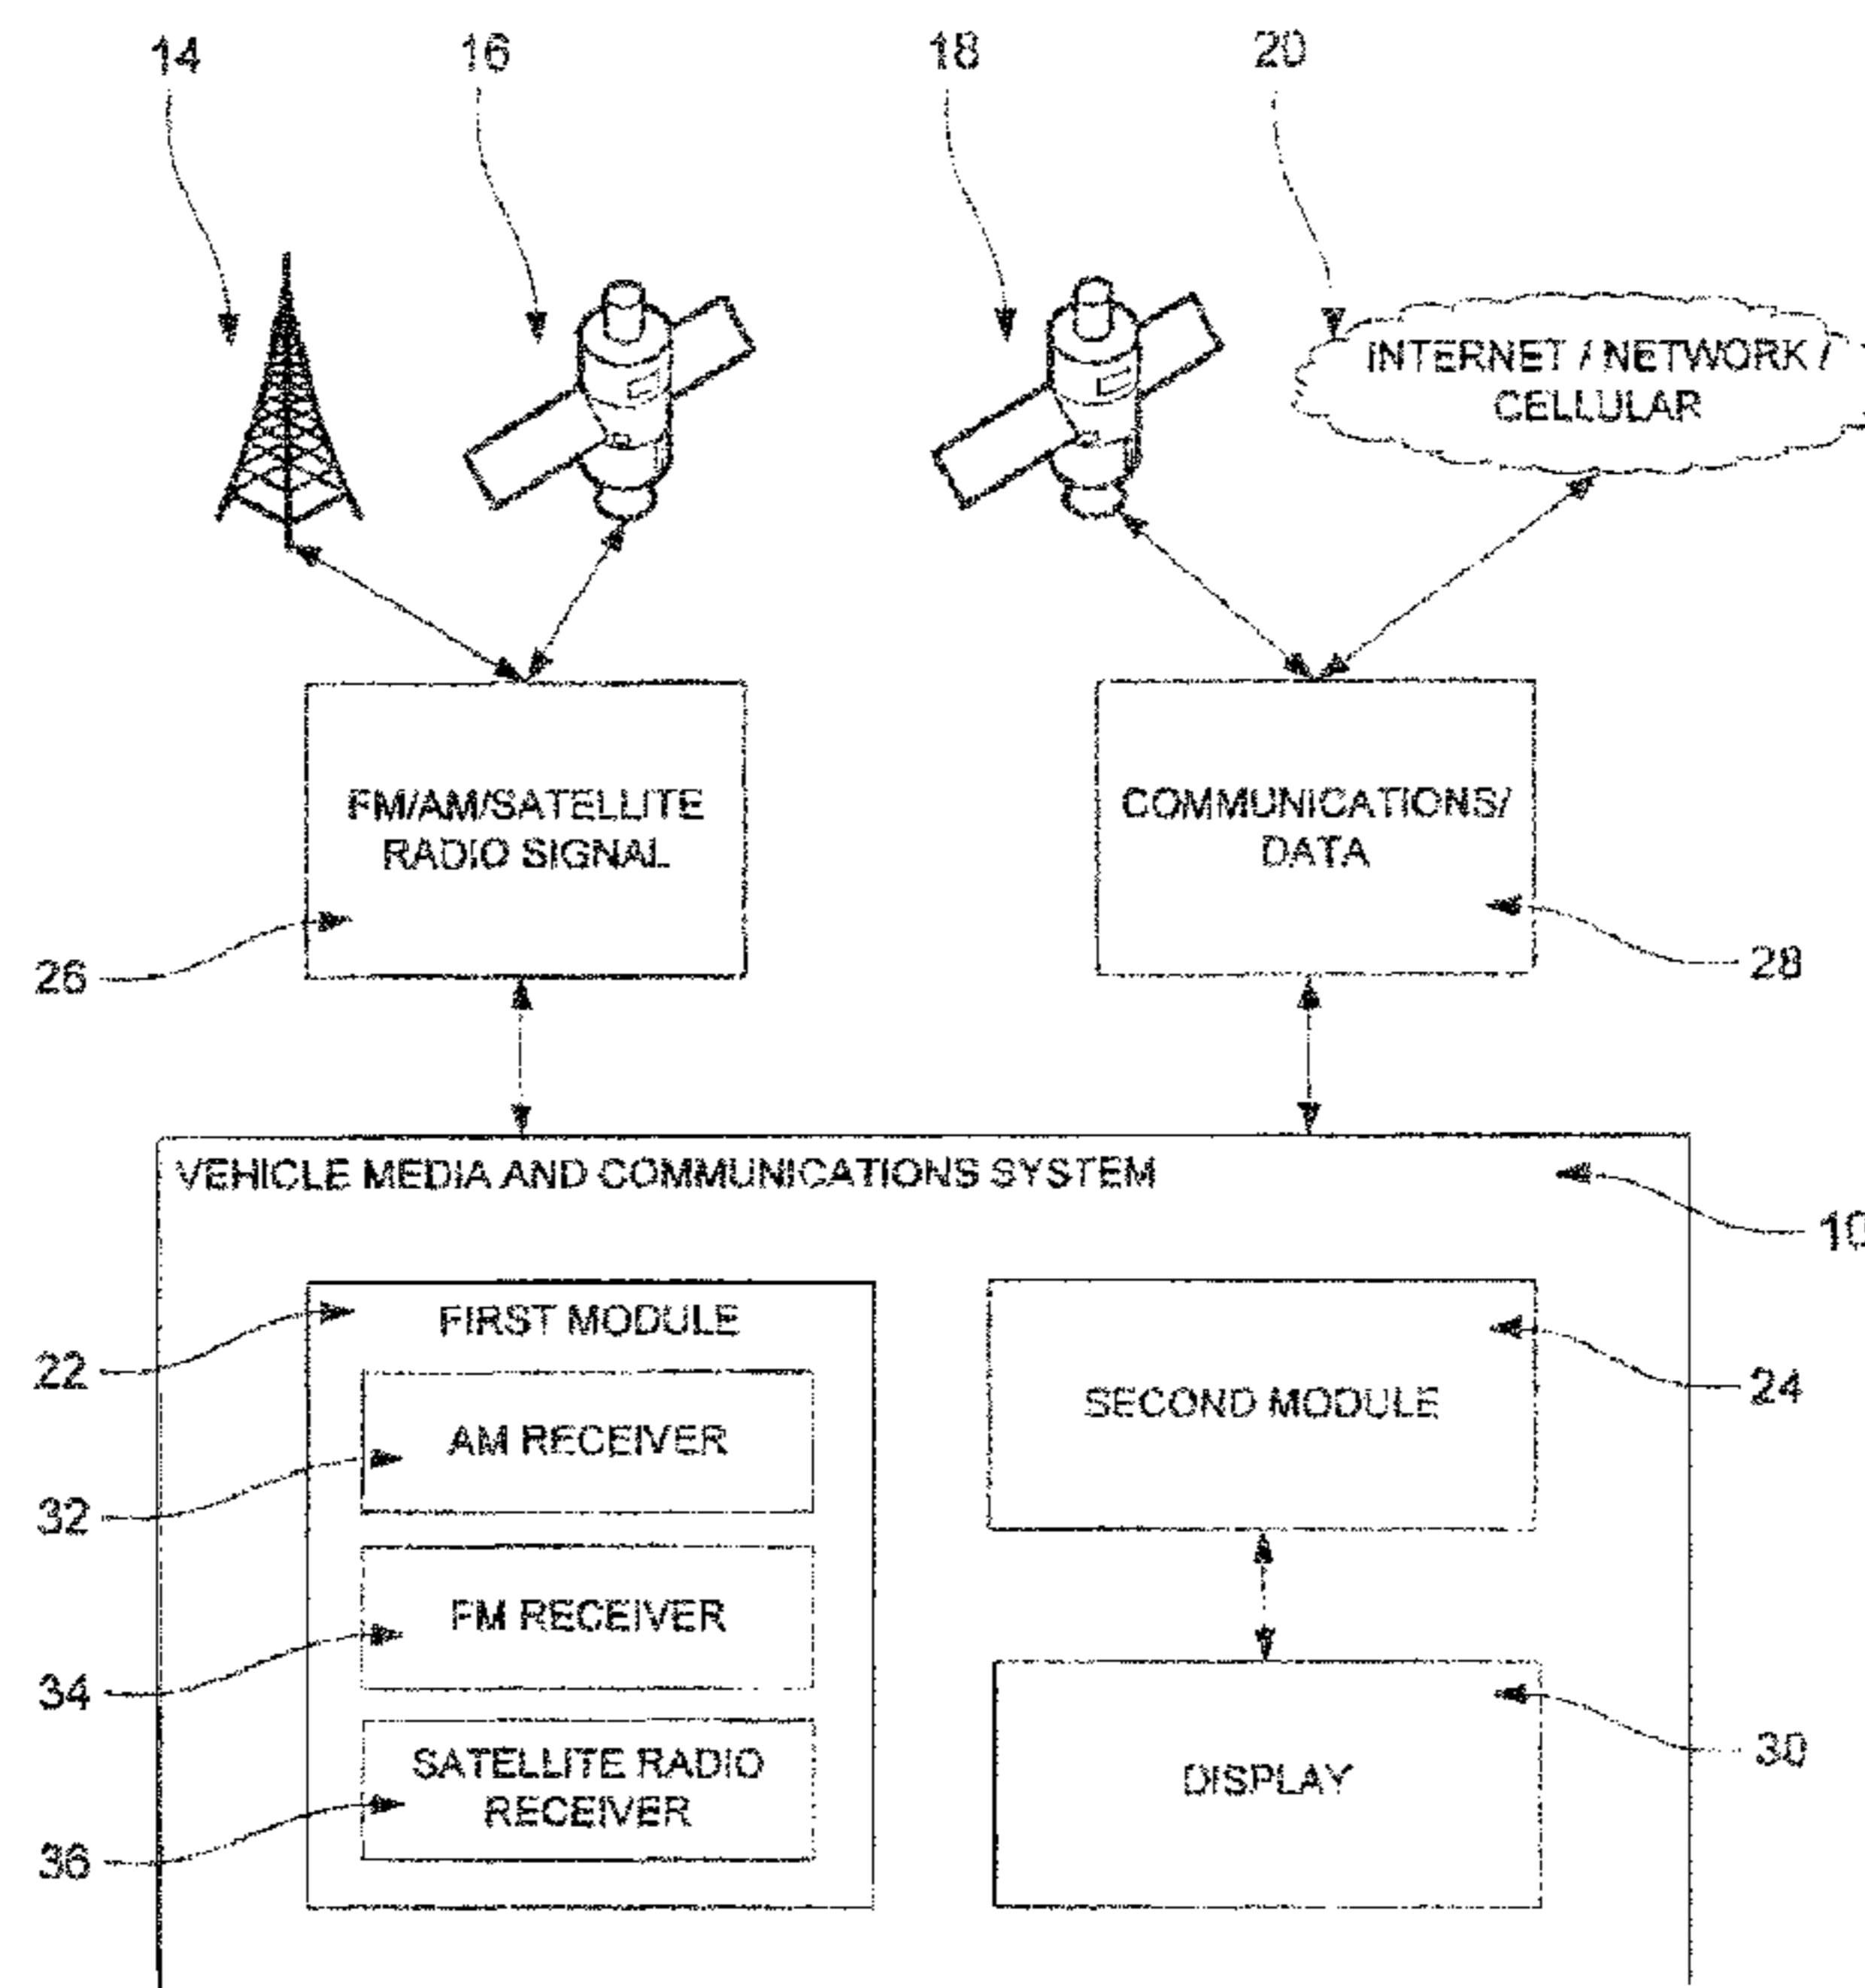 14
16
18
20
INTERNET / NETWORK /
CELLULAR
FM/AM/SATELLITE
RADIO SIGNAL
COMMUNICATIONS/
DATA
26
28
VEHICLE MEDIA AND COMMUNICATIONS SYSTEM
10
FIRST MODULE
22
24
SECOND MODULE
AM RECEIVER
32
FM RECEIVER
34
30
SATELLITE RADIO
RECEIVER
DISPLAY
36